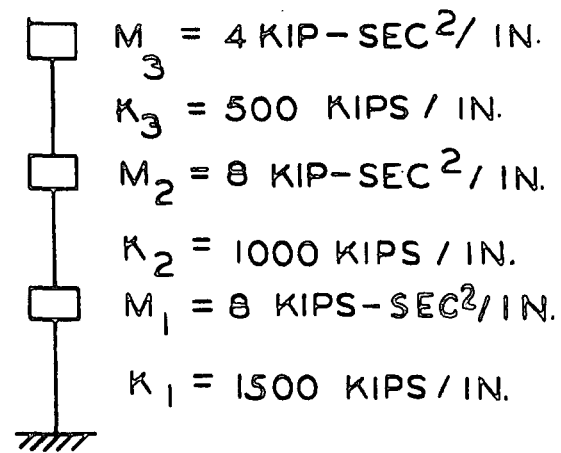 M₃ = 4 KIP-SEC²/ IN.
K₃ = 500 KIPS / IN.
M₂ = 8 KIP-SEC²/ IN.
K₂ = 1000 KIPS / IN.
M₁ = 8 KIPS-SEC²/ IN.
K₁ = 1500 KIPS / IN.